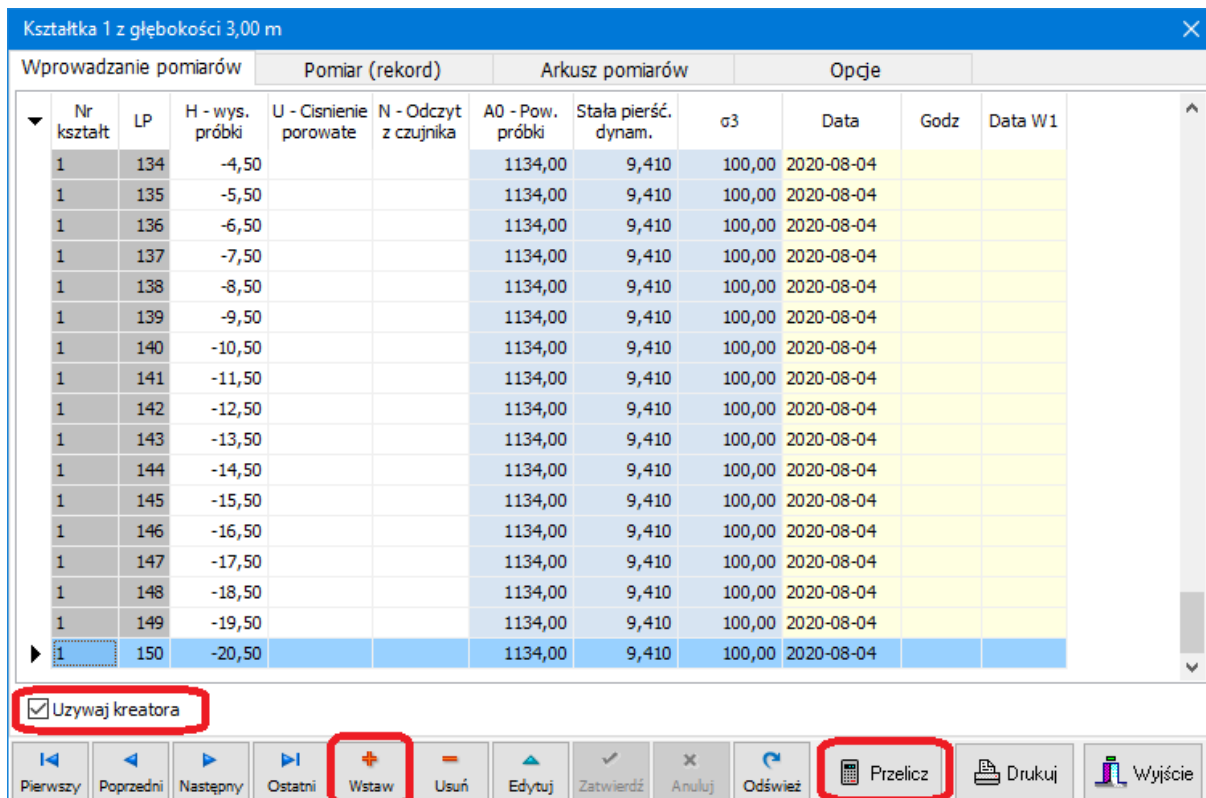 Kształtka 1 z głębokości 3,00 m
Wprowadzanie pomiarów Pomiar (rekord) Arkusz pomiarów Opcje
Nr kształt LP H - wys. próbki U - Cisnienie porowate N - Odczyt z czujnika A0 - Pow. próbki Stała pierść. dynam. σ3 Data Godz Data W1
1 134 -4,50 1134,00 9,410 100,00 2020-08-04
1 135 -5,50 1134,00 9,410 100,00 2020-08-04
1 136 -6,50 1134,00 9,410 100,00 2020-08-04
1 137 -7,50 1134,00 9,410 100,00 2020-08-04
1 138 -8,50 1134,00 9,410 100,00 2020-08-04
1 139 -9,50 1134,00 9,410 100,00 2020-08-04
1 140 -10,50 1134,00 9,410 100,00 2020-08-04
1 141 -11,50 1134,00 9,410 100,00 2020-08-04
1 142 -12,50 1134,00 9,410 100,00 2020-08-04
1 143 -13,50 1134,00 9,410 100,00 2020-08-04
1 144 -14,50 1134,00 9,410 100,00 2020-08-04
1 145 -15,50 1134,00 9,410 100,00 2020-08-04
1 146 -16,50 1134,00 9,410 100,00 2020-08-04
1 147 -17,50 1134,00 9,410 100,00 2020-08-04
1 148 -18,50 1134,00 9,410 100,00 2020-08-04
1 149 -19,50 1134,00 9,410 100,00 2020-08-04
1 150 -20,50 1134,00 9,410 100,00 2020-08-04
Uzywaj kreatora
Pierwszy Poprzedni Następny Ostatni Wstaw Usuń Edytuj Zatwierdź Anuluj Odśwież Przelicz Drukuj Wyjście